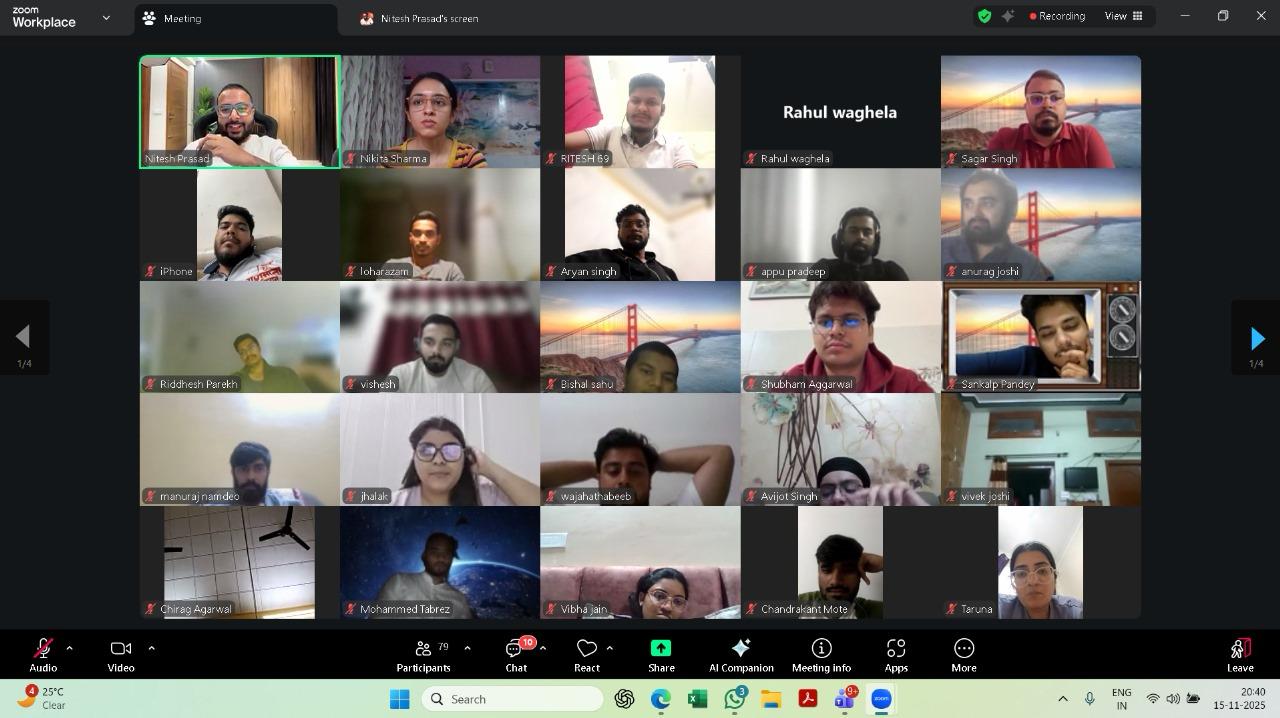 zoom
Workplace
Meeting
Nitesh Prasad's screen
Recording
View
Nitesh Prasad
Nikita Sharma
RITESH 69
Rahul waghela
Rahul waghela
Sagar Singh
iPhone
loharazam
Aryan singh
appu pradeep
anurag joshi
Riddhesh Parekh
vishesh
Bishal sahu
Shubham Aggarwal
Sankalp Pandey
1/4
1/4
manuraj namdeo
jhalak
wajahathabeeb
Avijot Singh
vivek joshi
Chirag Agarwal
Mohammed Tabrez
Vibha jain
Chandrakant Mote
Taruna
79
10
Audio
Video
Participants
Chat
React
Share
AI Companion
Meeting info
Apps
More
Leave
4
25°C
Clear
Search
3
9+
zoom
ENG
IN
20:40
15-11-2025